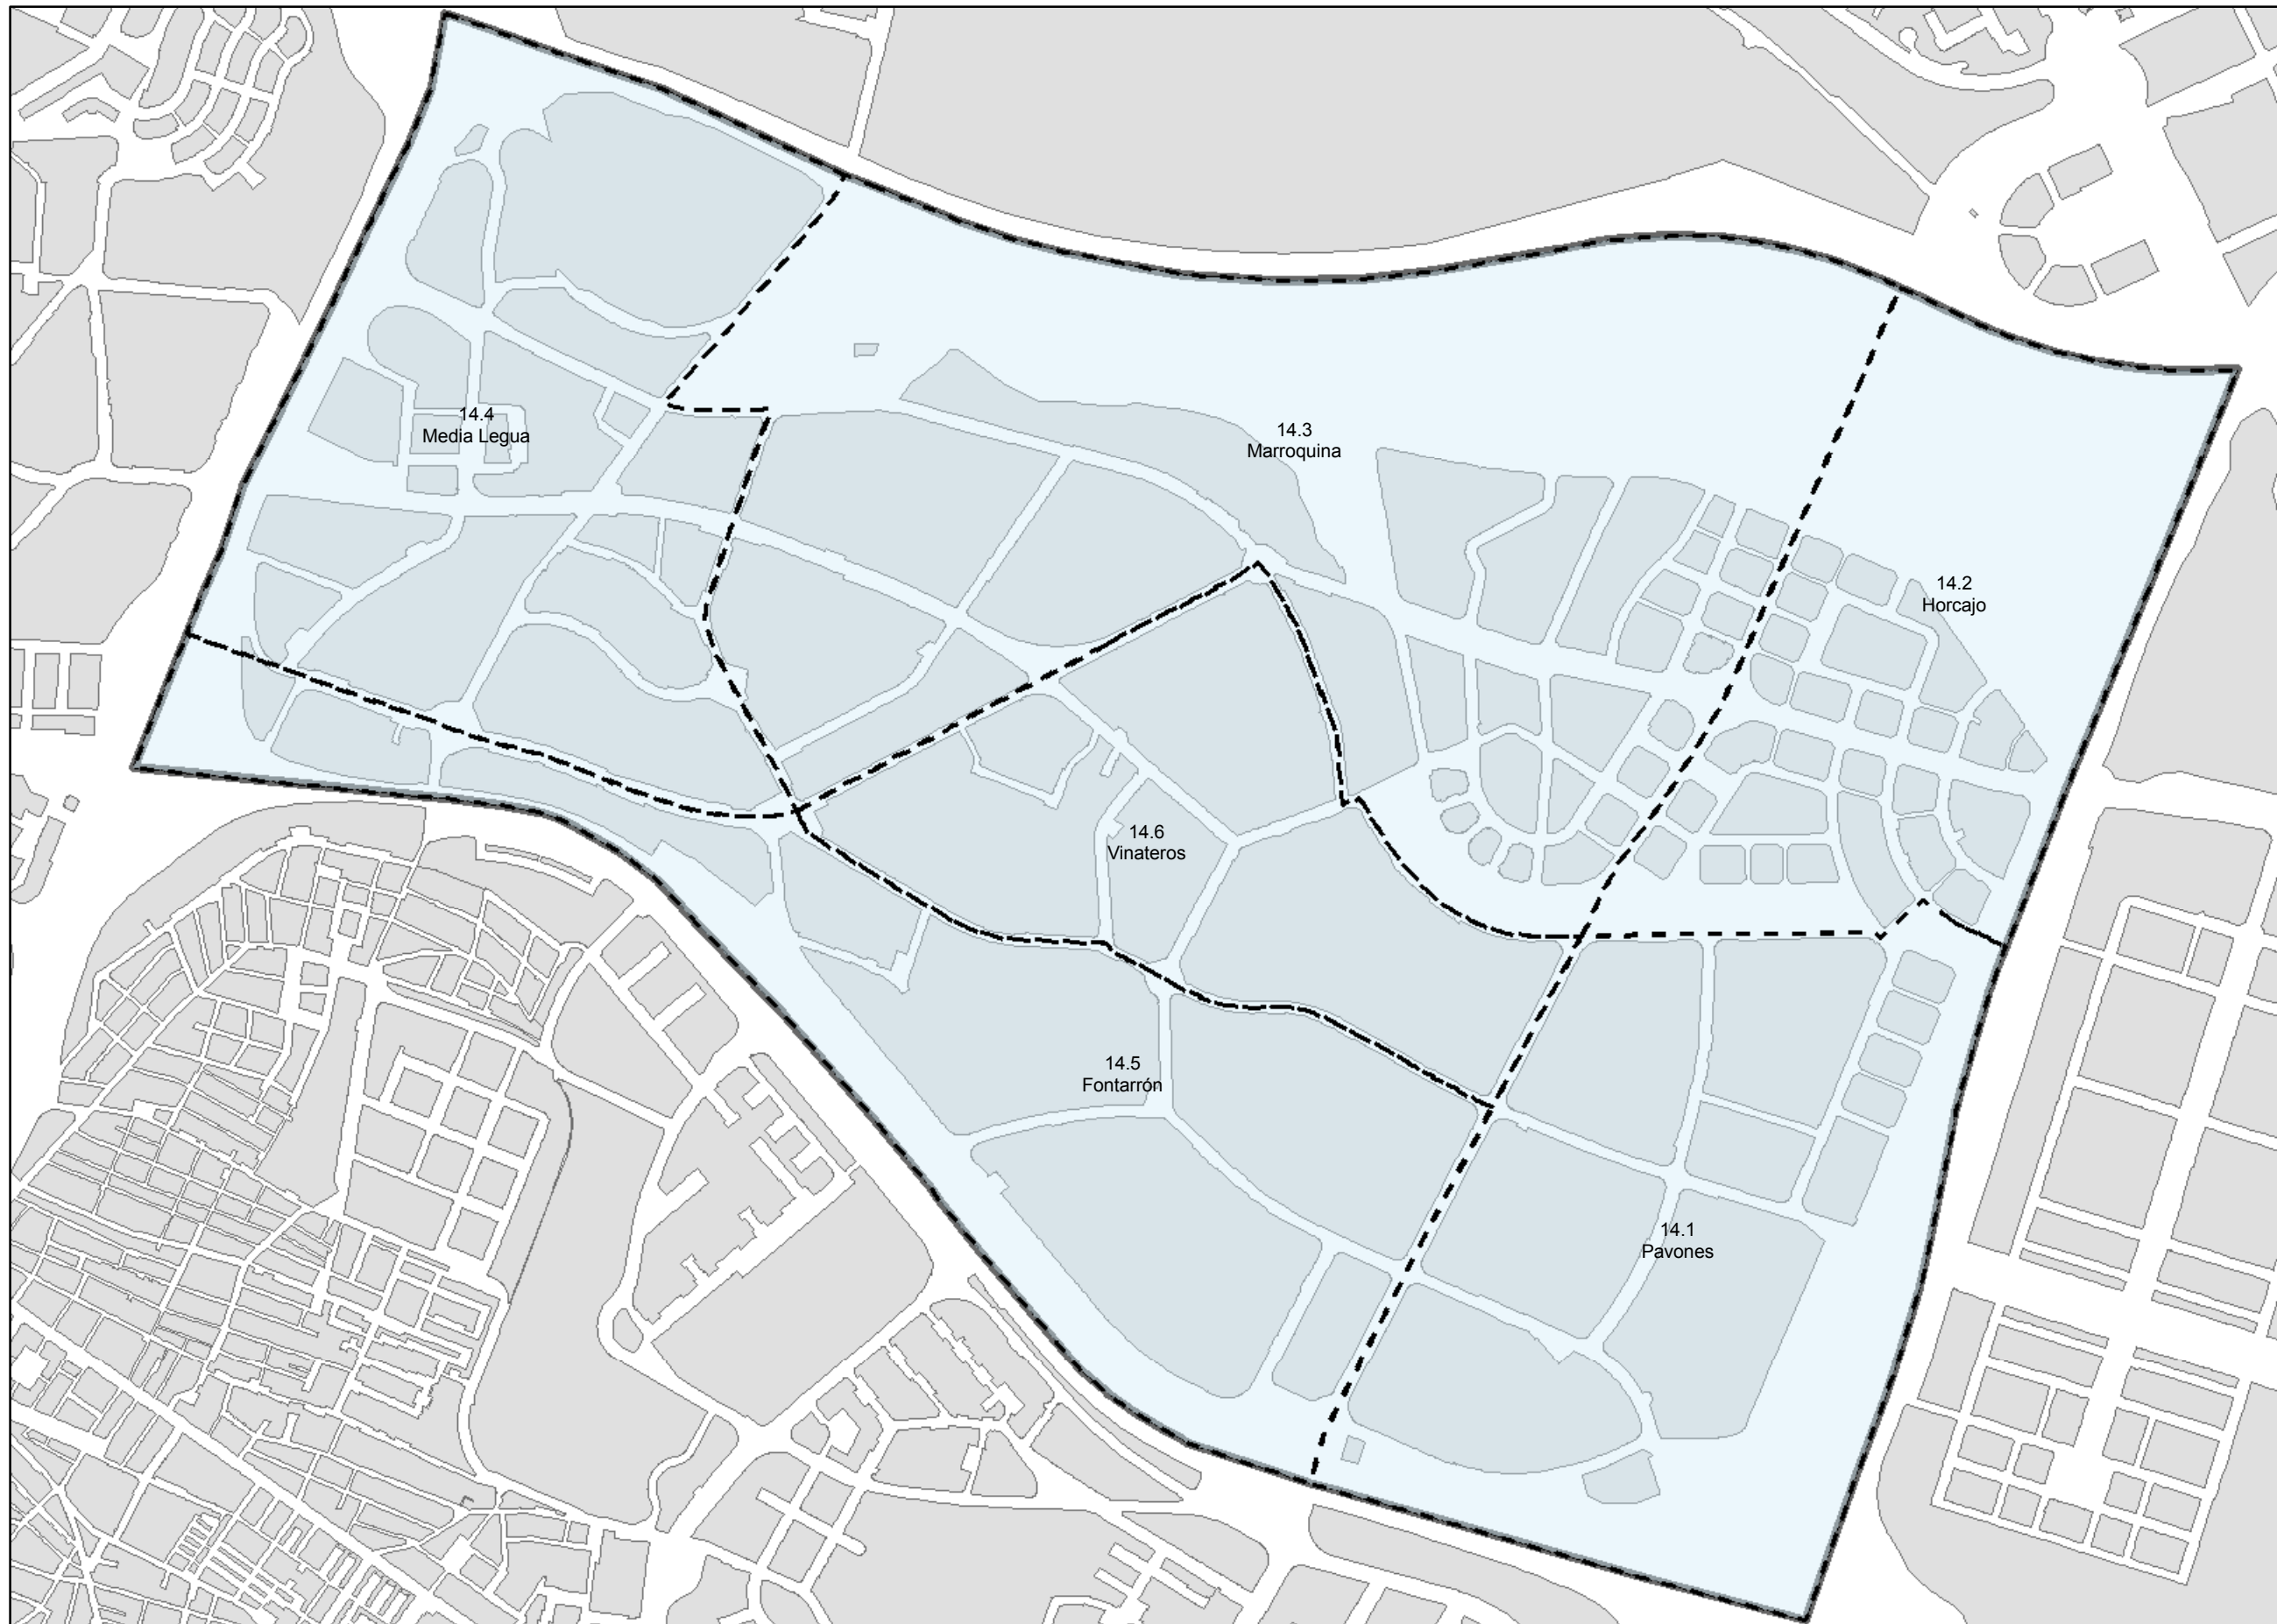 14.4
Media Legua
14.3
Marroquina
14.2
Horcajo
14.6
Vinateros
14.5
Fontarrón
14.1
Pavones